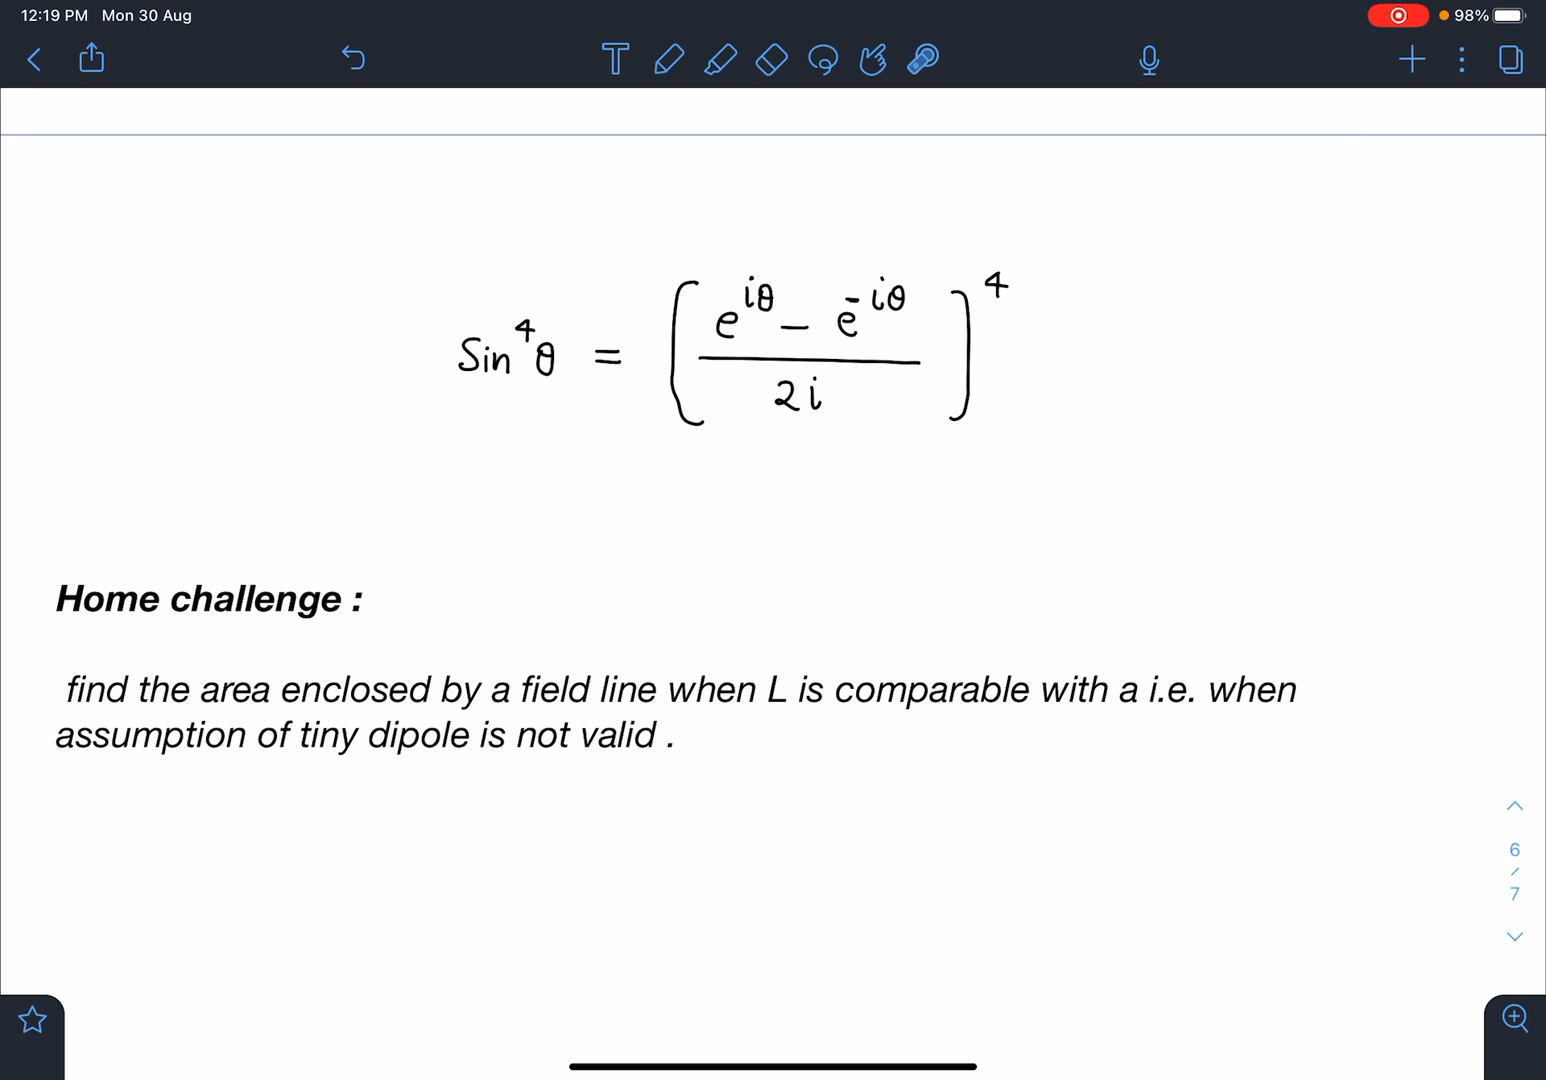 12:19 PM Mon 30 Aug
98%
T
Sin⁴θ = [ (e^{iθ} - e^{-iθ}) / 2i ]⁴
Home challenge :
find the area enclosed by a field line when L is comparable with a i.e. when
assumption of tiny dipole is not valid .
6
/
7